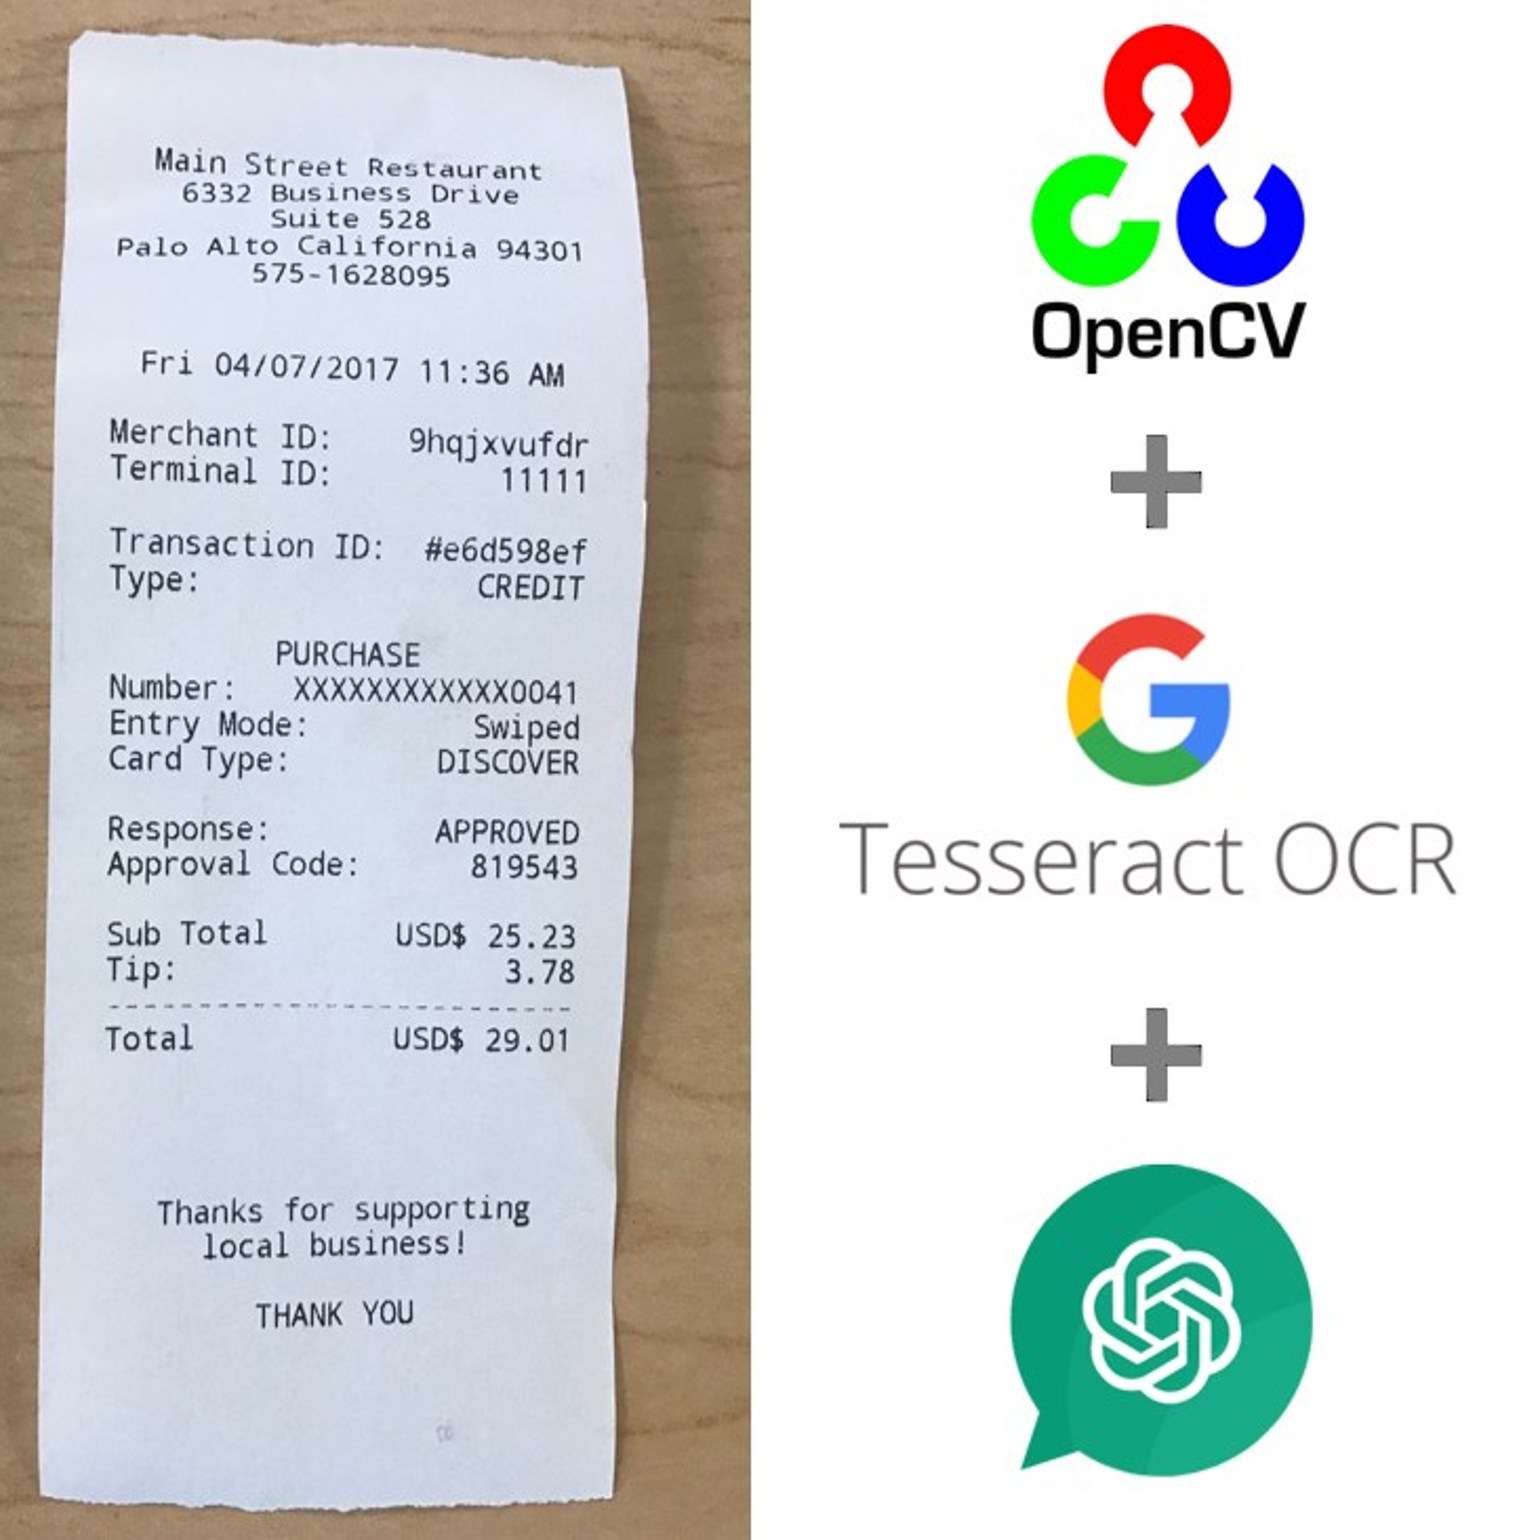 Main Street Restaurant
6332 Business Drive
Suite 528
Palo Alto California 94301
575-1628095
Fri 04/07/2017 11:36 AM
Merchant ID: 9hqjxvufdr
Terminal ID: 11111
Transaction ID: #e6d598ef
Type: CREDIT
PURCHASE
Number: XXXXXXXXXXXX0041
Entry Mode: Swiped
Card Type: DISCOVER
Response: APPROVED
Approval Code: 819543
Sub Total USD$ 25.23
Tip: 3.78
Total USD$ 29.01
Thanks for supporting
local business!
THANK YOU
OpenCV
+
Tesseract OCR
+